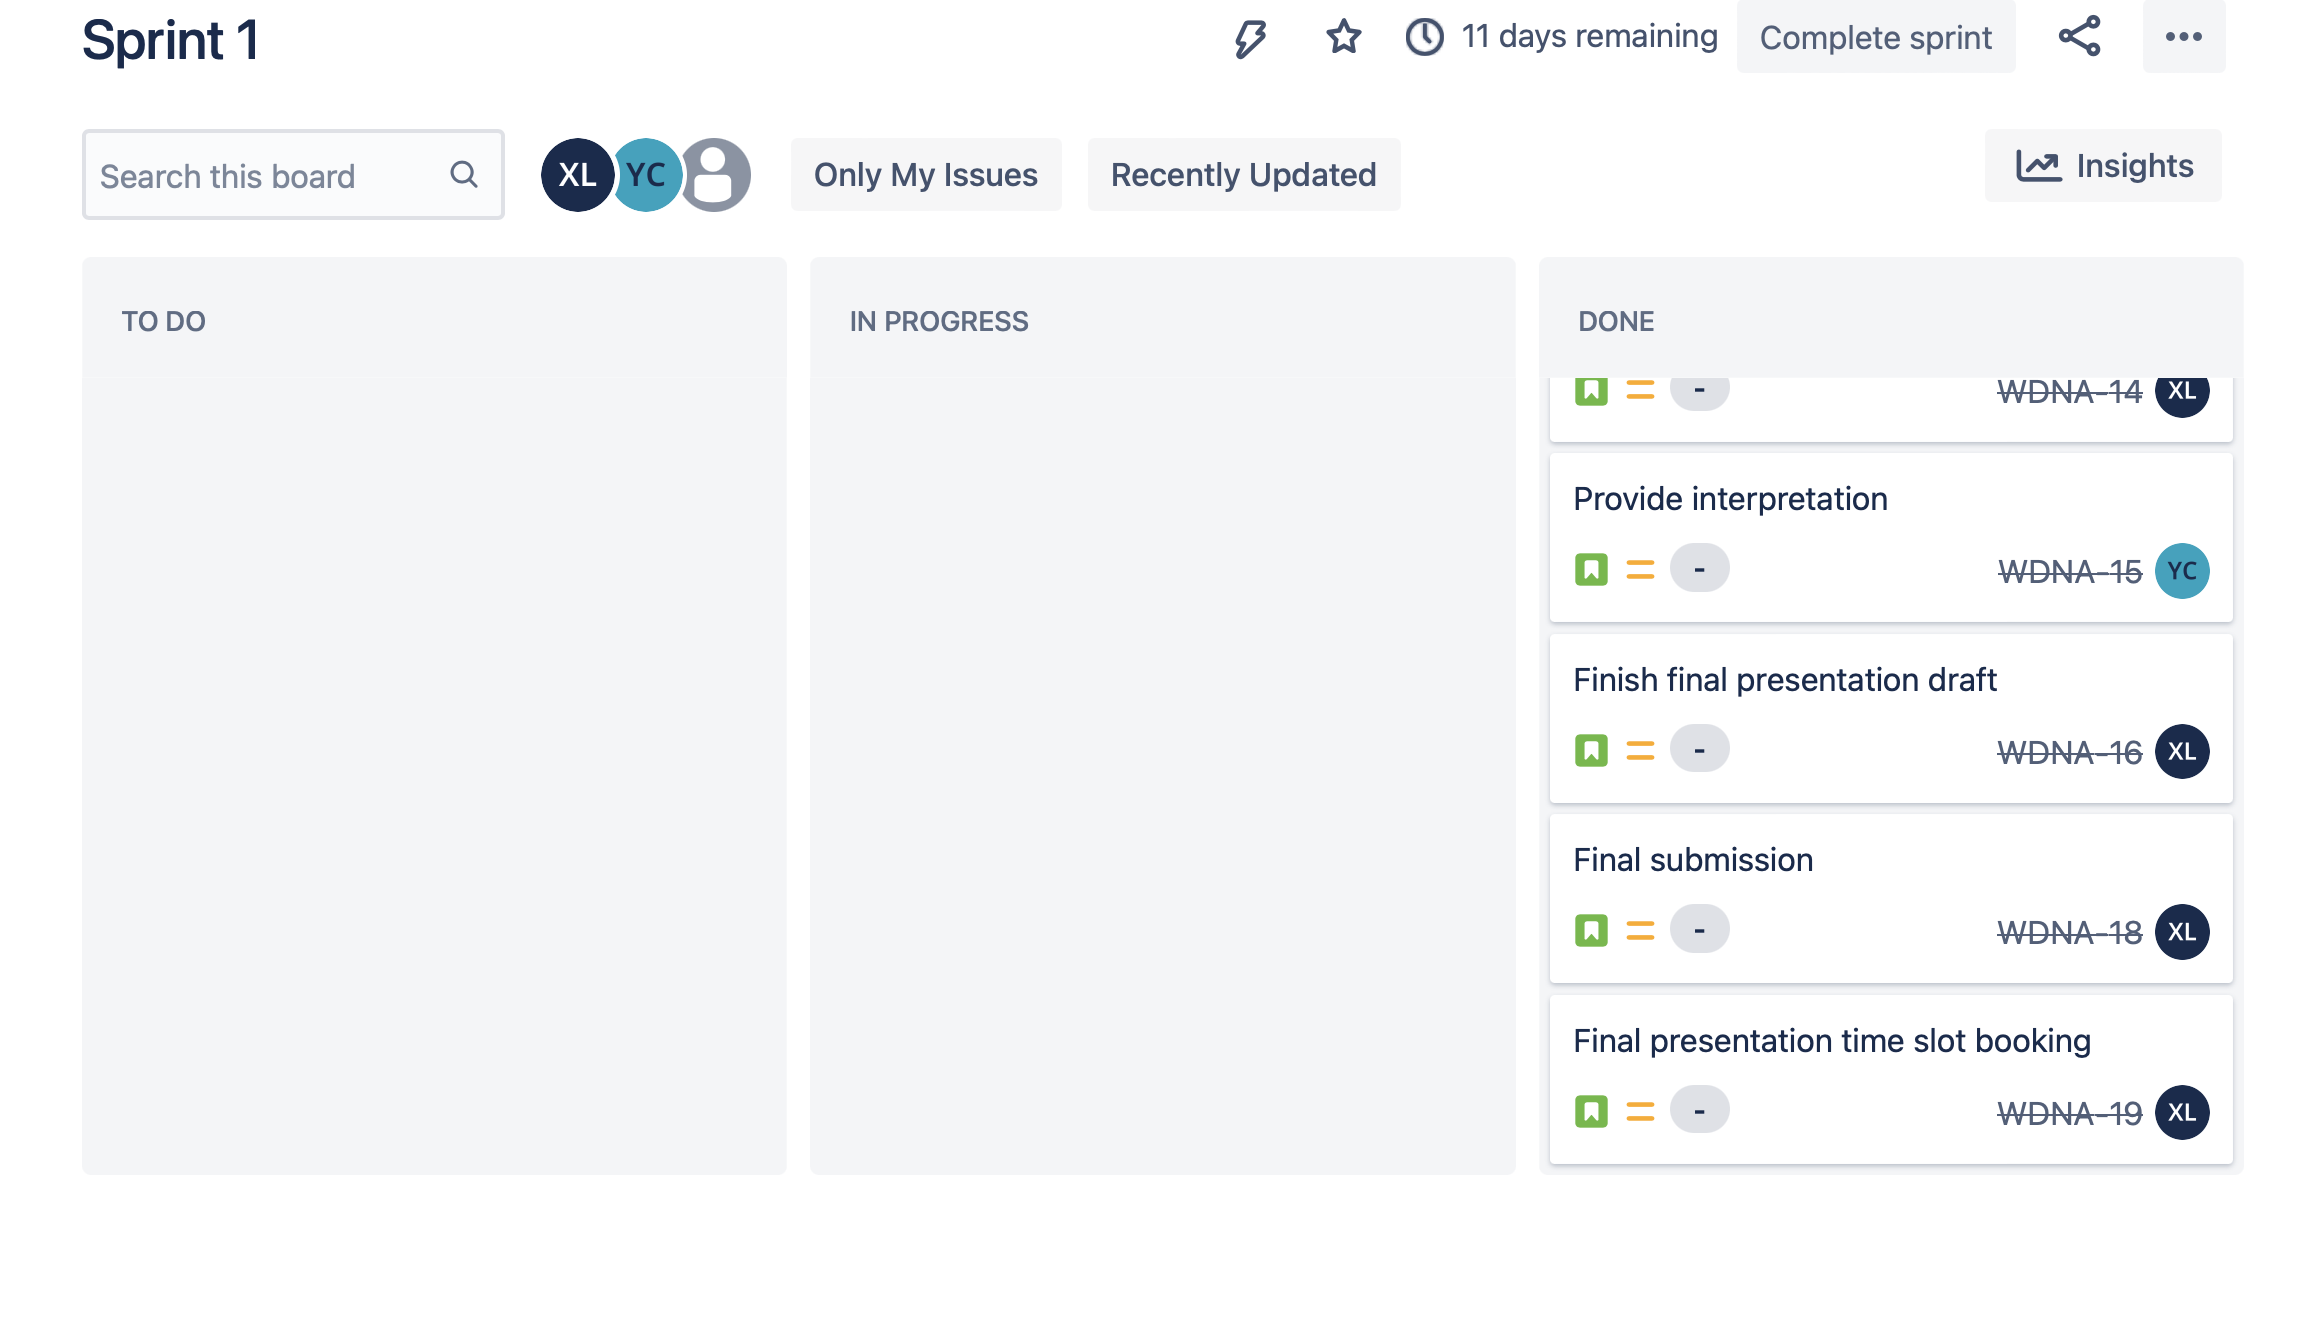 Sprint 1
11 days remaining
Complete sprint
Search this board
XL
YC
Only My Issues
Recently Updated
Insights
TO DO
IN PROGRESS
DONE
-
WDNA-14
XL
Provide interpretation
-
WDNA-15
YC
Finish final presentation draft
-
WDNA-16
XL
Final submission
-
WDNA-18
XL
Final presentation time slot booking
-
WDNA-19
XL